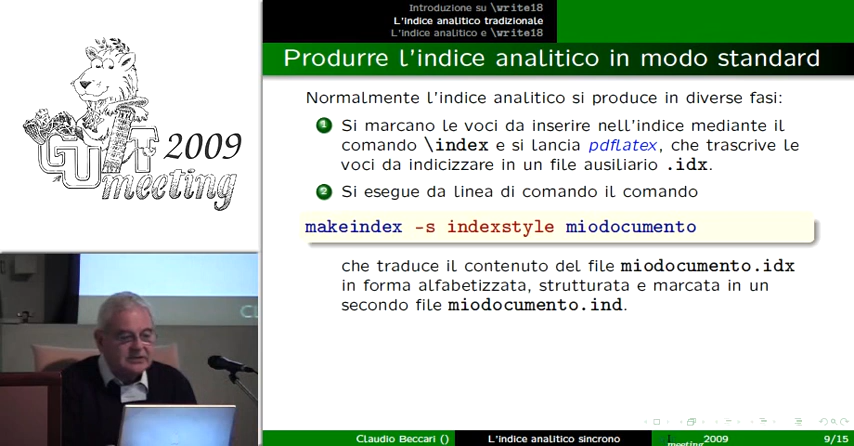 Introduzione su \write18
L'indice analitico tradizionale
L'indice analitico e \write18
Produrre l'indice analitico in modo standard
GUIT 2009
meeting
Normalmente l'indice analitico si produce in diverse fasi:
1 Si marcano le voci da inserire nell'indice mediante il
comando \index e si lancia pdflatex, che trascrive le
voci da indicizzare in un file ausiliario .idx.
2 Si esegue da linea di comando il comando
makeindex -s indexstyle miodocumento
che traduce il contenuto del file miodocumento.idx
in forma alfabetizzata, strutturata e marcata in un
secondo file miodocumento.ind.
Claudio Beccari () L'indice analitico sincrono meeting 2009 9/15